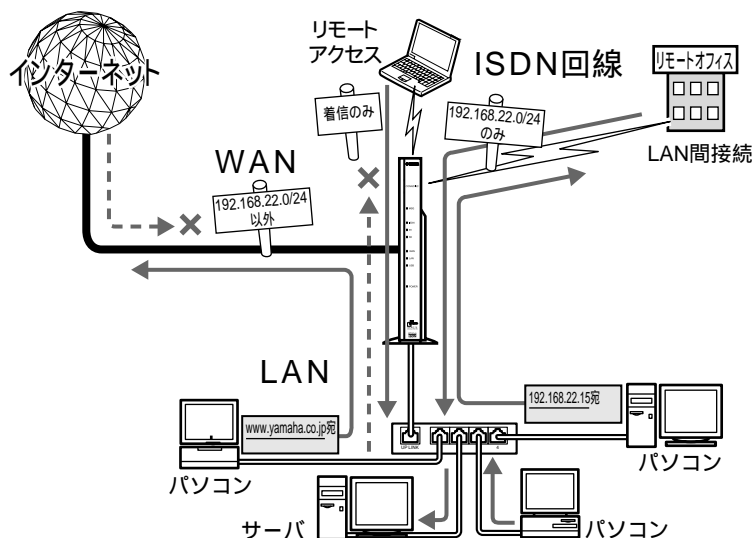 リモート
アクセス
ISDN回線
リモートオフィス
インターネット
着信のみ
192.168.22.0/24
のみ
LAN間接続
WAN
192.168.22.0/24
以外
LAN
www.yamaha.co.jp宛
192.168.22.15宛
UP LINK
パソコン
パソコン
サーバ
パソコン